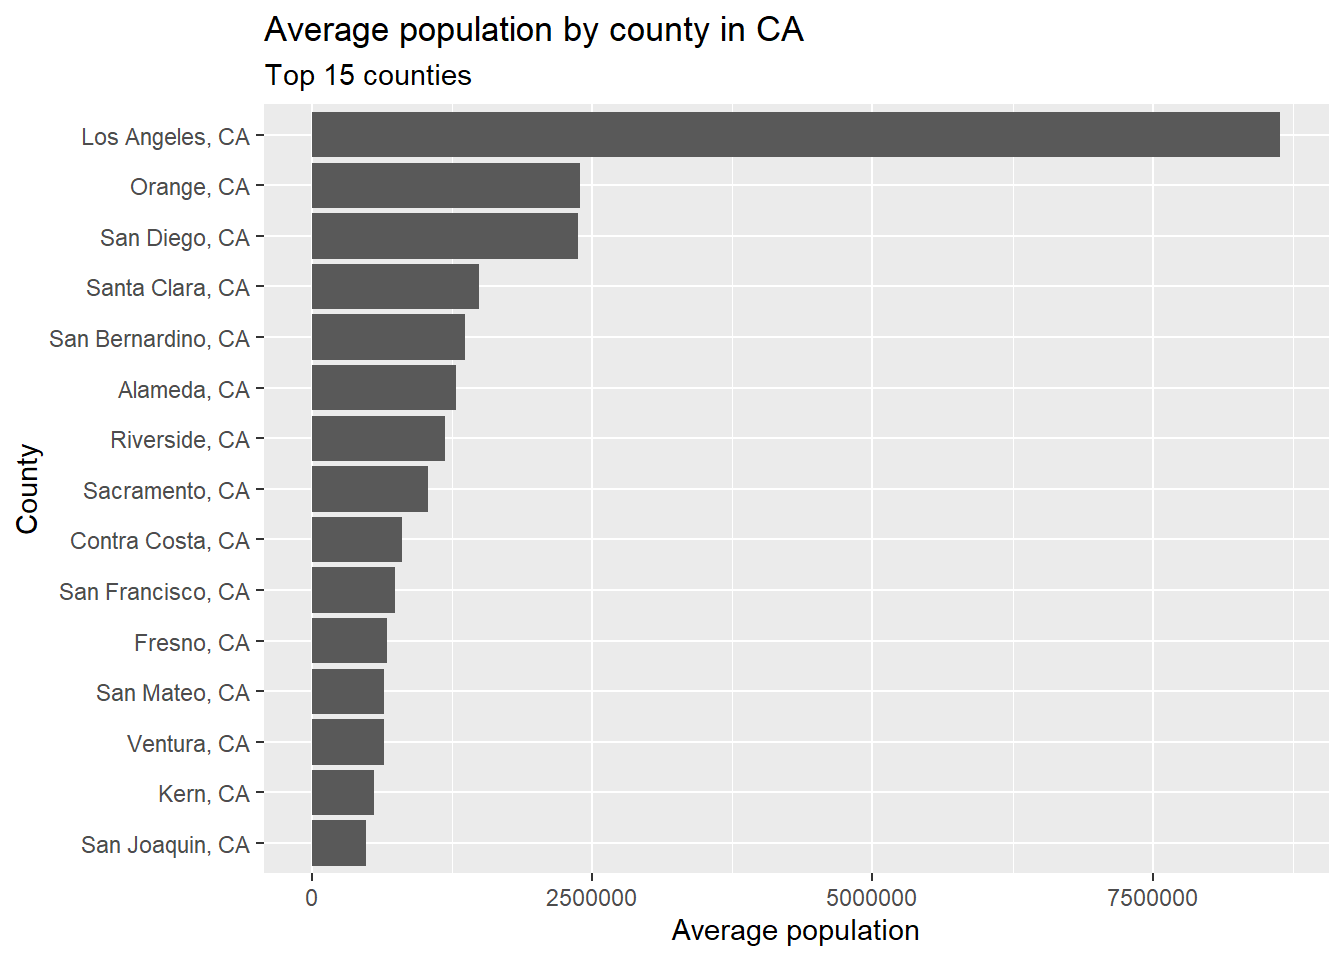 Average population by county in CA
Top 15 counties
County
Los Angeles, CA
Orange, CA
San Diego, CA
Santa Clara, CA
San Bernardino, CA
Alameda, CA
Riverside, CA
Sacramento, CA
Contra Costa, CA
San Francisco, CA
Fresno, CA
San Mateo, CA
Ventura, CA
Kern, CA
San Joaquin, CA
0 2500000 5000000 7500000
Average population